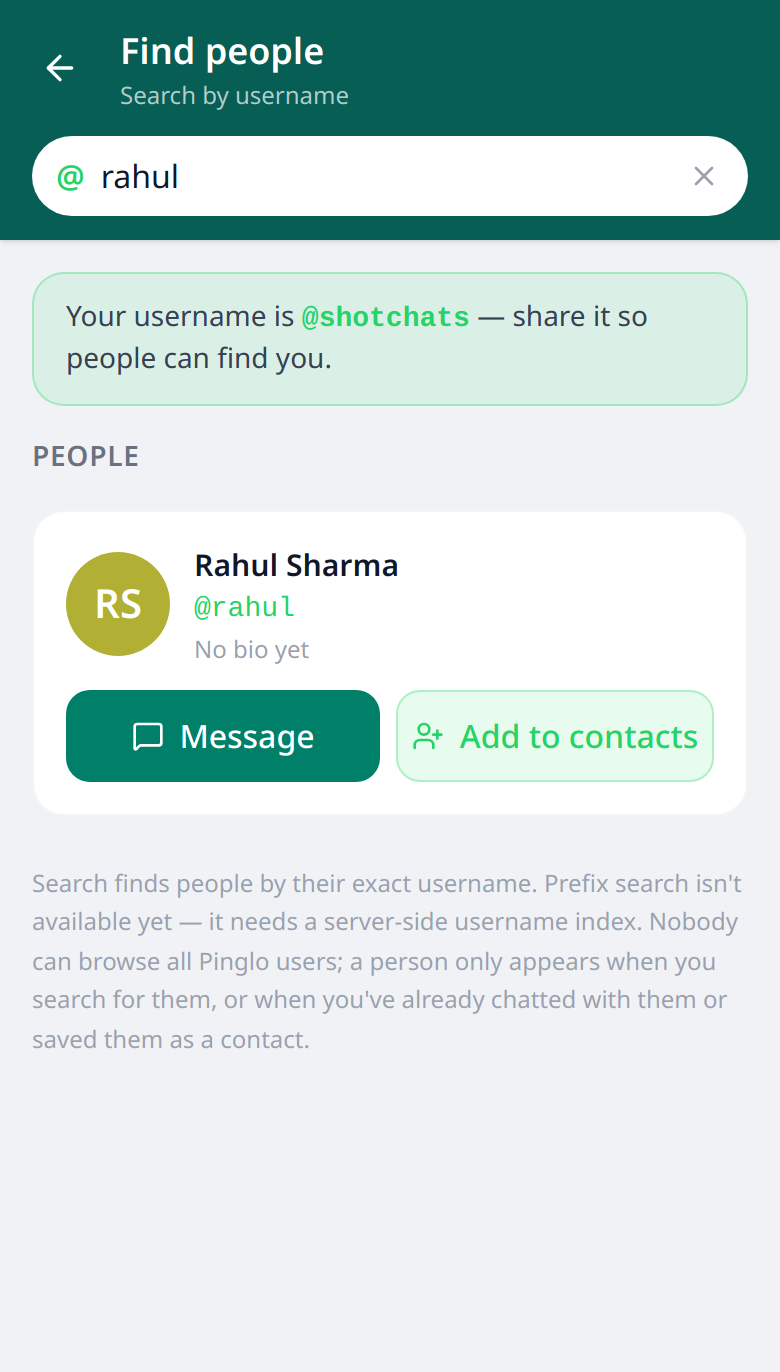 Find people
Search by username
@ rahul
Your username is @shotchats — share it so
people can find you.
PEOPLE
RS
Rahul Sharma
@rahul
No bio yet
Message
Add to contacts
Search finds people by their exact username. Prefix search isn't
available yet — it needs a server-side username index. Nobody
can browse all Pinglo users; a person only appears when you
search for them, or when you've already chatted with them or
saved them as a contact.